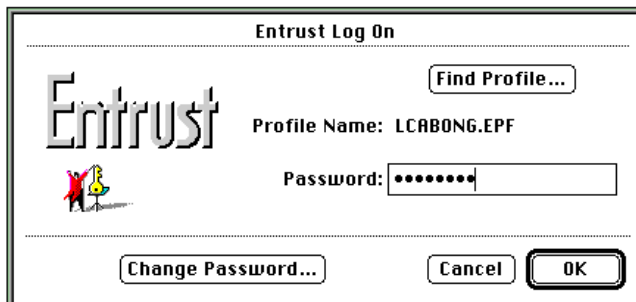 Entrust Log On
Find Profile...
Entrust
Profile Name: LCABONG.EPF
Password: ••••••••
Change Password... Cancel OK